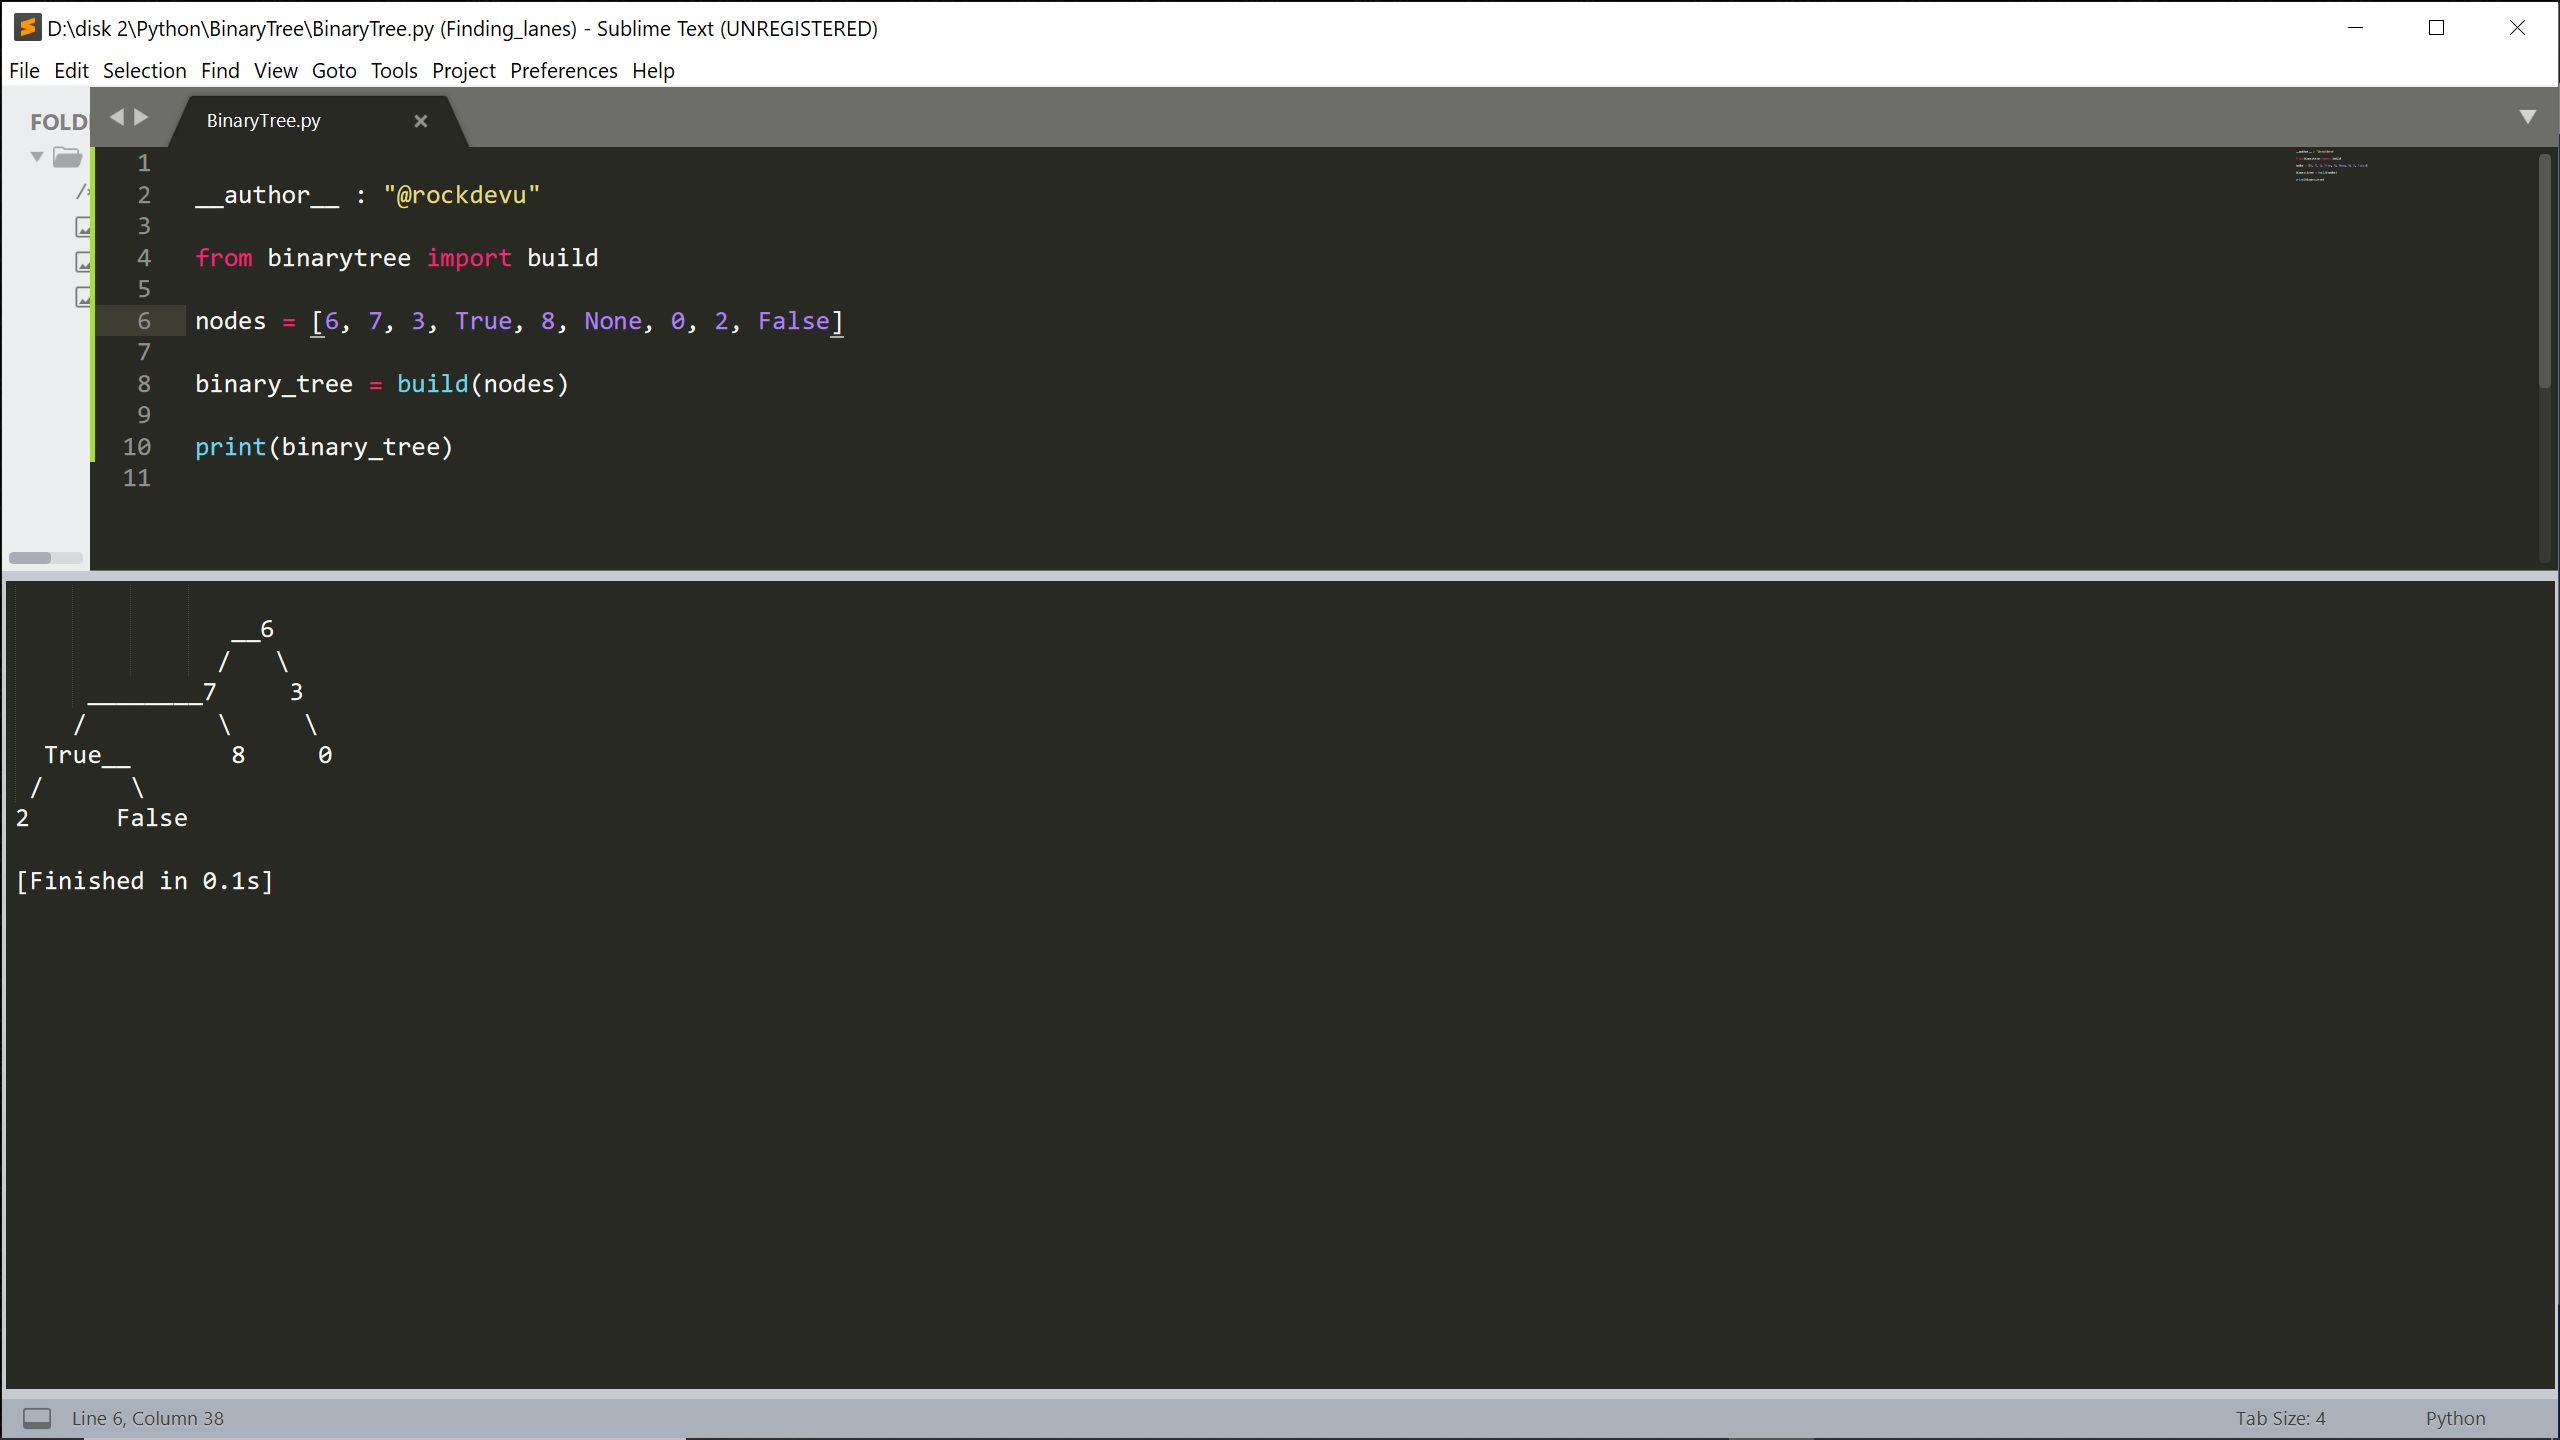 D:\disk 2\Python\BinaryTree\BinaryTree.py (Finding_lanes) - Sublime Text (UNREGISTERED)
File Edit Selection Find View Goto Tools Project Preferences Help
FOLD
BinaryTree.py
1
2 __author__ : "@rockdevu"
3
4 from binarytree import build
5
6 nodes = [6, 7, 3, True, 8, None, 0, 2, False]
7
8 binary_tree = build(nodes)
9
10 print(binary_tree)
11
               __6
              /   \
     ________7     3
    /         \     \
  True__       8     0
 /      \
2      False
[Finished in 0.1s]
Line 6, Column 38 Tab Size: 4 Python